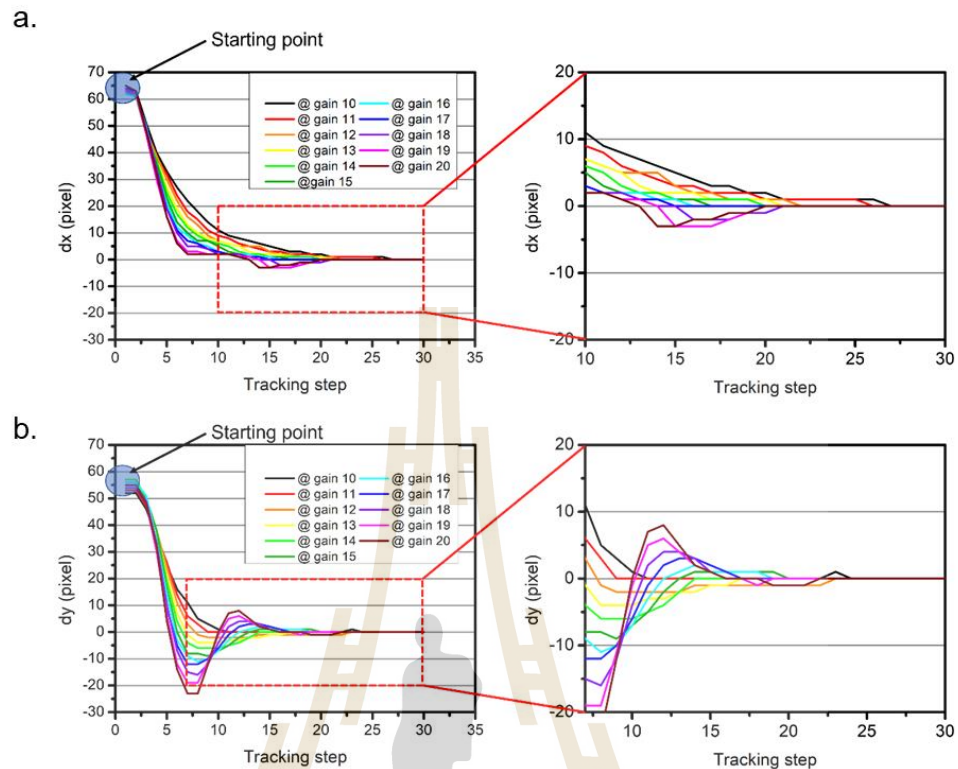 a.
Starting point
70
60
50
40
30
20
10
0
-10
-20
-30
dx (pixel)
@ gain 10
@ gain 11
@ gain 12
@ gain 13
@ gain 14
@gain 15
@ gain 16
@ gain 17
@ gain 18
@ gain 19
@ gain 20
0 5 10 15 20 25 30 35
Tracking step
20
10
0
-10
-20
dx (pixel)
10 15 20 25 30
Tracking step
b.
Starting point
70
60
50
40
30
20
10
0
-10
-20
-30
dy (pixel)
@ gain 10
@ gain 11
@ gain 12
@ gain 13
@ gain 14
@ gain 15
@ gain 16
@ gain 17
@ gain 18
@ gain 19
@ gain 20
0 5 10 15 20 25 30 35
Tracking step
20
10
0
-10
-20
dy (pixel)
10 15 20 25 30
Tracking step